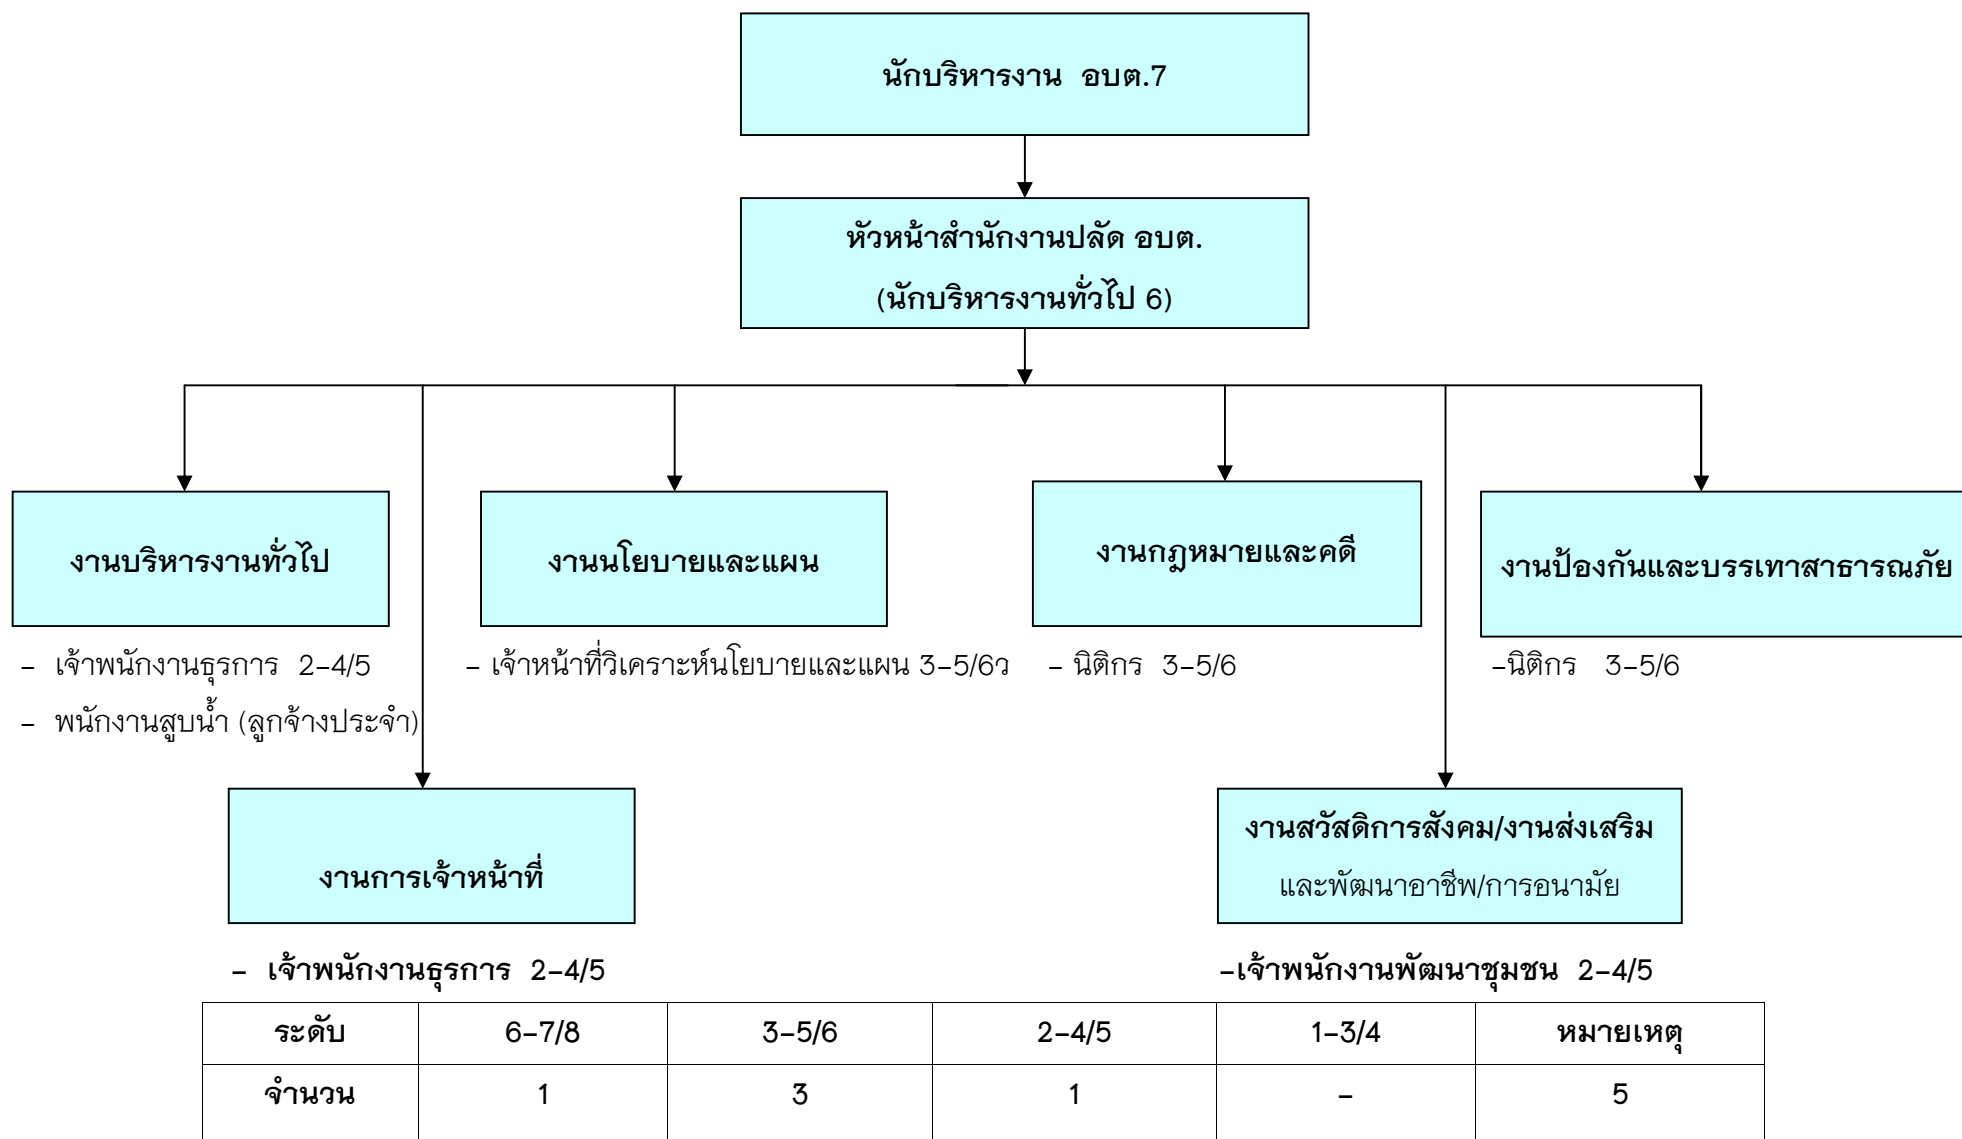 นักบริหารงาน อบต.7
หัวหน้าสำนักงานปลัด อบต.
(นักบริหารงานทั่วไป 6)
งานบริหารงานทั่วไป
- เจ้าพนักงานธุรการ 2-4/5
- พนักงานสูบน้ำ (ลูกจ้างประจำ)
งานนโยบายและแผน
- เจ้าหน้าที่วิเคราะห์นโยบายและแผน 3-5/6ว
งานกฎหมายและคดี
- นิติกร 3-5/6
งานป้องกันและบรรเทาสาธารณภัย
-นิติกร 3-5/6
งานการเจ้าหน้าที่
- เจ้าพนักงานธุรการ 2-4/5
งานสวัสดิการสังคม/งานส่งเสริม
และพัฒนาอาชีพ/การอนามัย
-เจ้าพนักงานพัฒนาชุมชน 2-4/5
ระดับ 6-7/8 3-5/6 2-4/5 1-3/4 หมายเหตุ
จำนวน 1 3 1 - 5